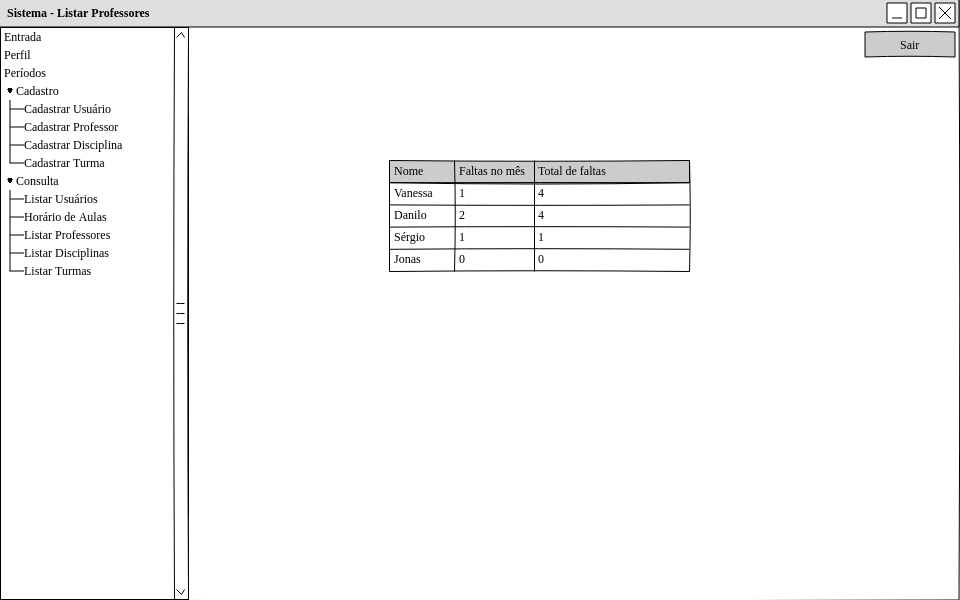 Sistema - Listar Professores
Entrada
Perfil
Períodos
Cadastro
Cadastrar Usuário
Cadastrar Professor
Cadastrar Disciplina
Cadastrar Turma
Consulta
Listar Usuários
Horário de Aulas
Listar Professores
Listar Disciplinas
Listar Turmas
Sair
Nome Faltas no mês Total de faltas
Vanessa 1 4
Danilo 2 4
Sérgio 1 1
Jonas 0 0